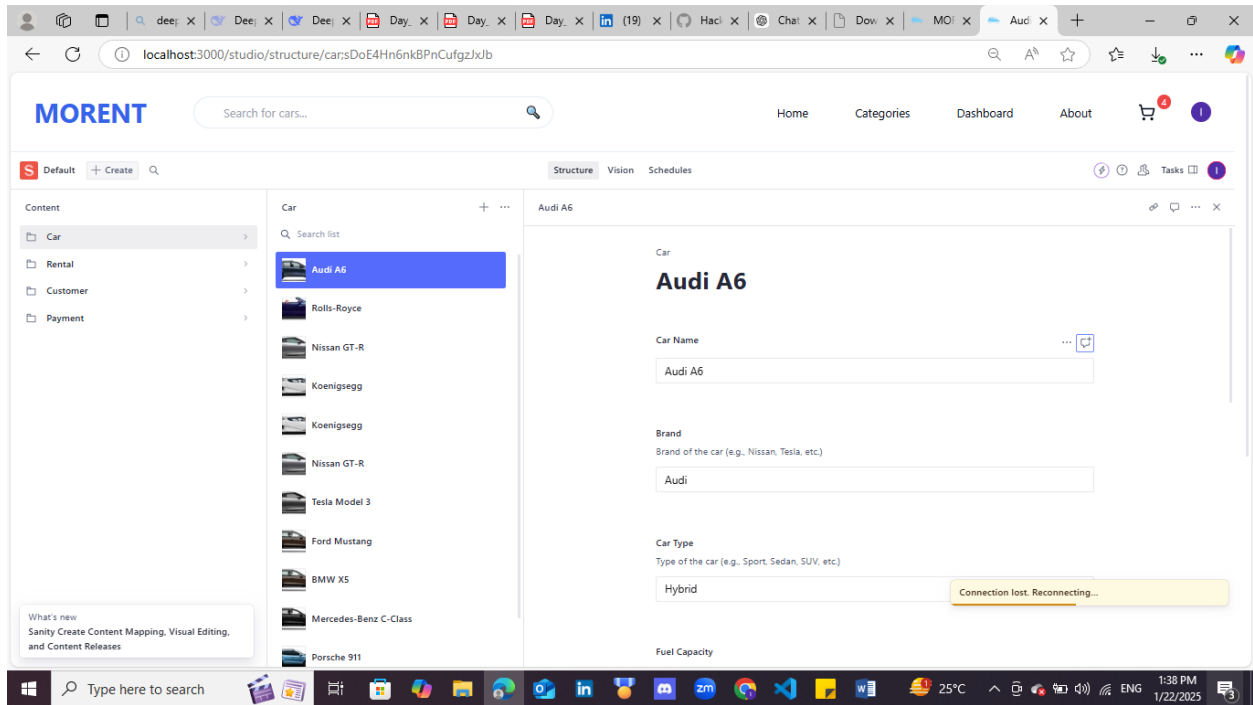 deep
Deep
Deep
Day_
Day_
Day_
(19)
Hack
Chat
Dow
MOI
Audi
localhost:3000/studio/structure/car;sDoE4Hn6nkBPnCufgzJxJb
MORENT
Search for cars...
Home
Categories
Dashboard
About
4
I
S
Default
+ Create
Structure
Vision
Schedules
Tasks
I
Content
Car
Audi A6
Car
Rental
Customer
Payment
Search list
Audi A6
Rolls-Royce
Nissan GT-R
Koenigsegg
Koenigsegg
Nissan GT-R
Tesla Model 3
Ford Mustang
BMW X5
Mercedes-Benz C-Class
Porsche 911
Car
Audi A6
Car Name
Audi A6
Brand
Brand of the car (e.g., Nissan, Tesla, etc.)
Audi
Car Type
Type of the car (e.g., Sport, Sedan, SUV, etc.)
Hybrid
Connection lost. Reconnecting...
Fuel Capacity
What's new
Sanity Create Content Mapping, Visual Editing,
and Content Releases
Type here to search
25°C
ENG
1:38 PM
1/22/2025
3